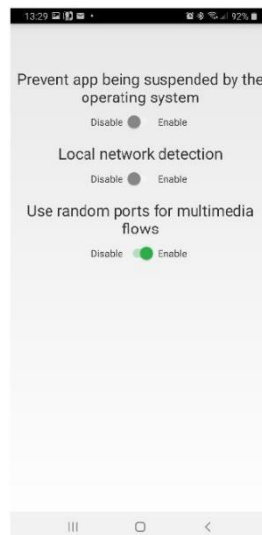 13:29 92%
Prevent app being suspended by the
operating system
Disable Enable
Local network detection
Disable Enable
Use random ports for multimedia
flows
Disable Enable